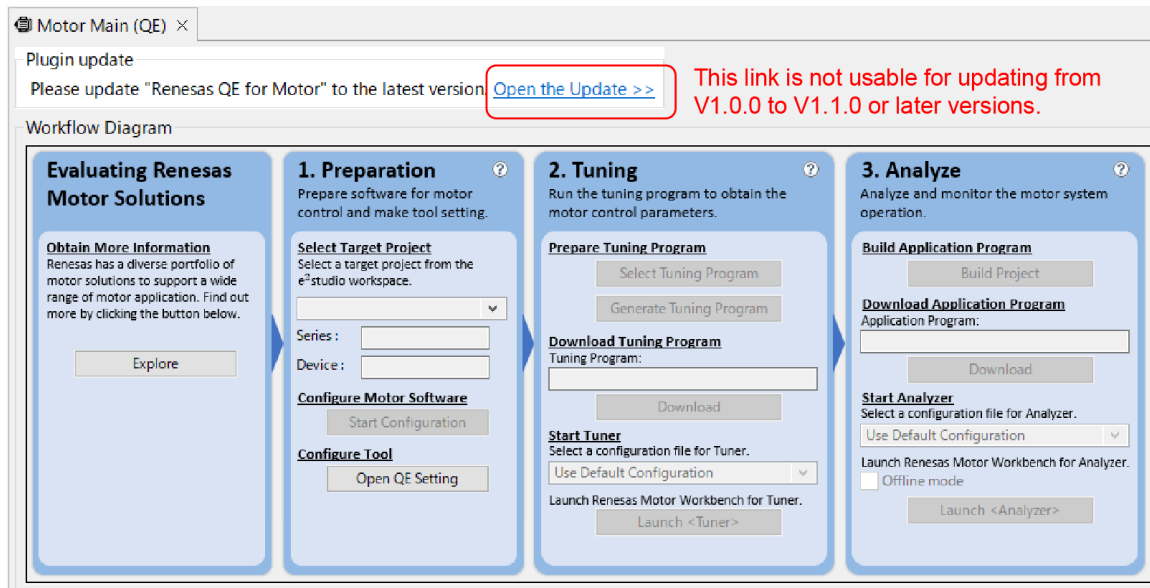 Motor Main (QE)
Plugin update
Please update "Renesas QE for Motor" to the latest version. Open the Update >>
This link is not usable for updating from
V1.0.0 to V1.1.0 or later versions.
Workflow Diagram
Evaluating Renesas
Motor Solutions
Obtain More Information
Renesas has a diverse portfolio of
motor solutions to support a wide
range of motor application. Find out
more by clicking the button below.
Explore
1. Preparation
Prepare software for motor
control and make tool setting.
Select Target Project
Select a target project from the
e²studio workspace.
Series :
Device :
Configure Motor Software
Start Configuration
Configure Tool
Open QE Setting
2. Tuning
Run the tuning program to obtain the
motor control parameters.
Prepare Tuning Program
Select Tuning Program
Generate Tuning Program
Download Tuning Program
Tuning Program:
Download
Start Tuner
Select a configuration file for Tuner.
Use Default Configuration
Launch Renesas Motor Workbench for Tuner.
Launch <Tuner>
3. Analyze
Analyze and monitor the motor system
operation.
Build Application Program
Build Project
Download Application Program
Application Program:
Download
Start Analyzer
Select a configuration file for Analyzer.
Use Default Configuration
Launch Renesas Motor Workbench for Analyzer.
Offline mode
Launch <Analyzer>